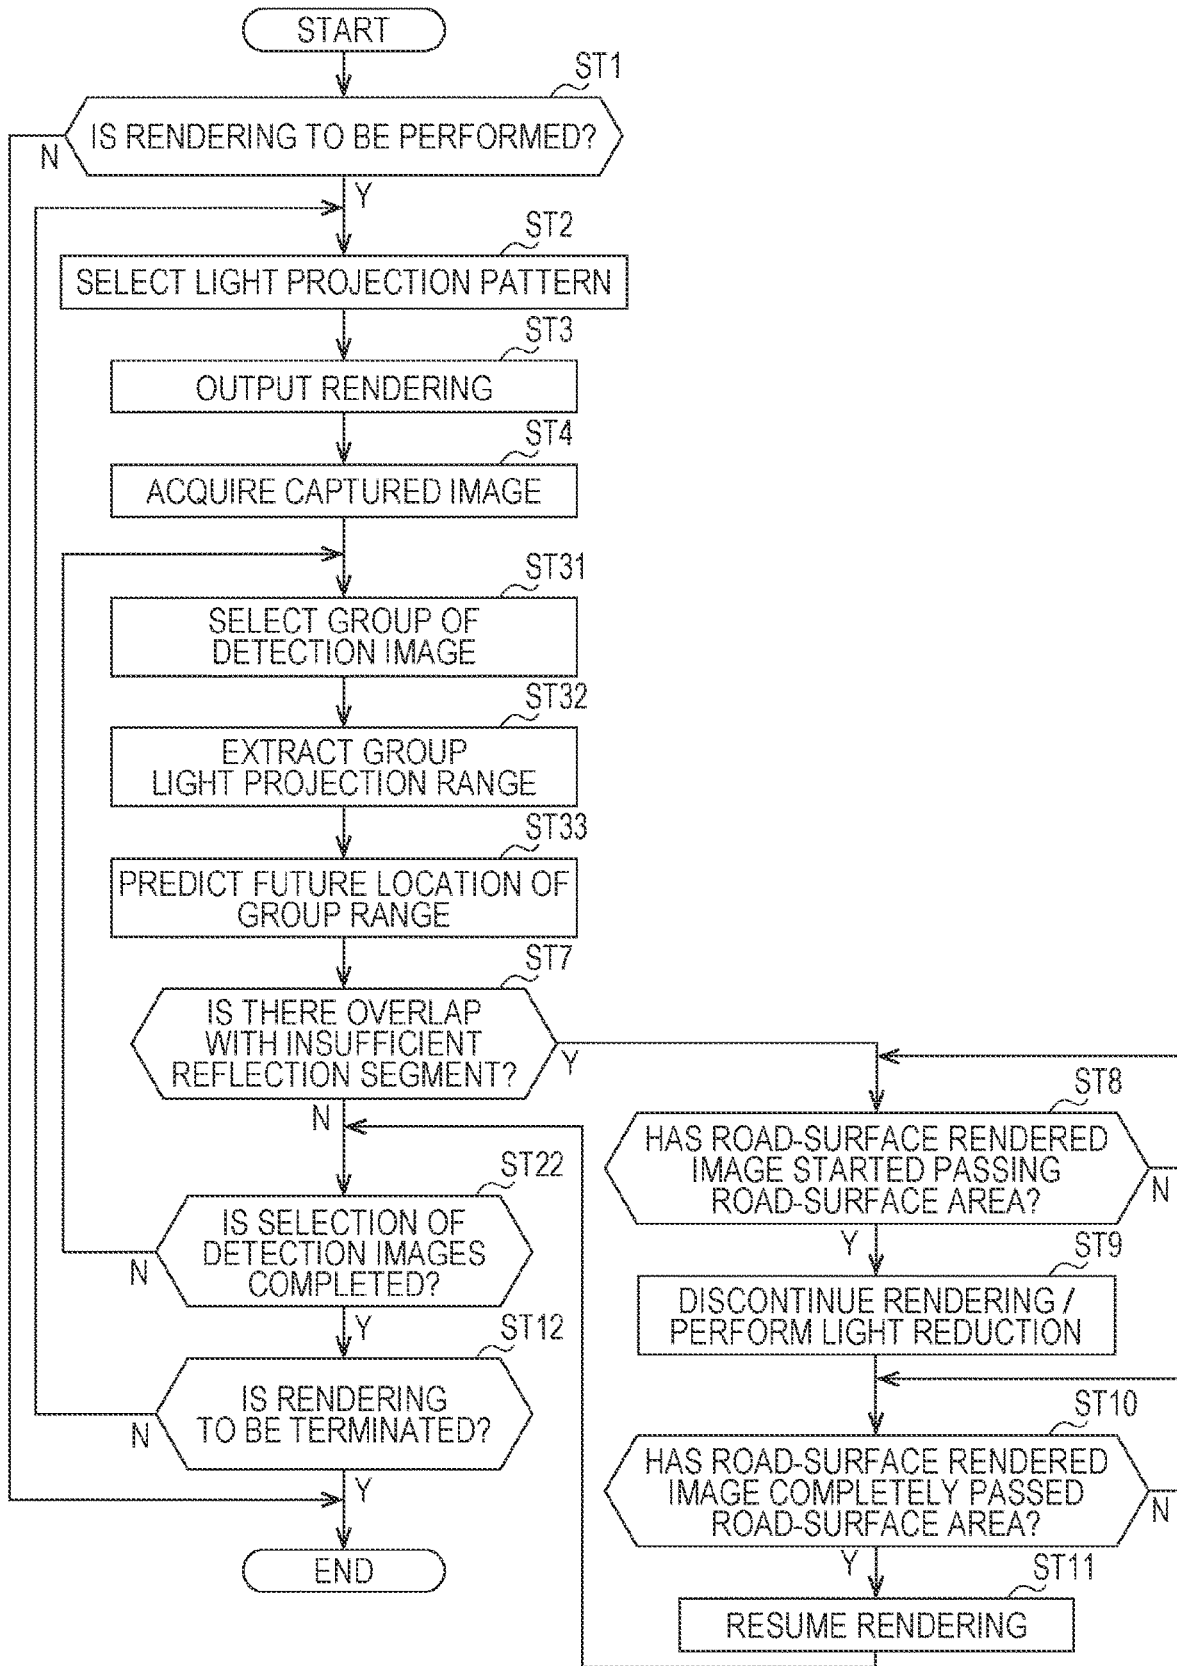 START
ST1
IS RENDERING TO BE PERFORMED?
N
Y
ST2
SELECT LIGHT PROJECTION PATTERN
ST3
OUTPUT RENDERING
ST4
ACQUIRE CAPTURED IMAGE
ST31
SELECT GROUP OF
DETECTION IMAGE
ST32
EXTRACT GROUP
LIGHT PROJECTION RANGE
ST33
PREDICT FUTURE LOCATION OF
GROUP RANGE
ST7
IS THERE OVERLAP
WITH INSUFFICIENT
REFLECTION SEGMENT?
Y
N
ST22
IS SELECTION OF
DETECTION IMAGES
COMPLETED?
N
Y
ST12
IS RENDERING
TO BE TERMINATED?
N
Y
END
ST8
HAS ROAD-SURFACE RENDERED
IMAGE STARTED PASSING
ROAD-SURFACE AREA?
N
Y
ST9
DISCONTINUE RENDERING /
PERFORM LIGHT REDUCTION
ST10
HAS ROAD-SURFACE RENDERED
IMAGE COMPLETELY PASSED
ROAD-SURFACE AREA?
N
Y
ST11
RESUME RENDERING